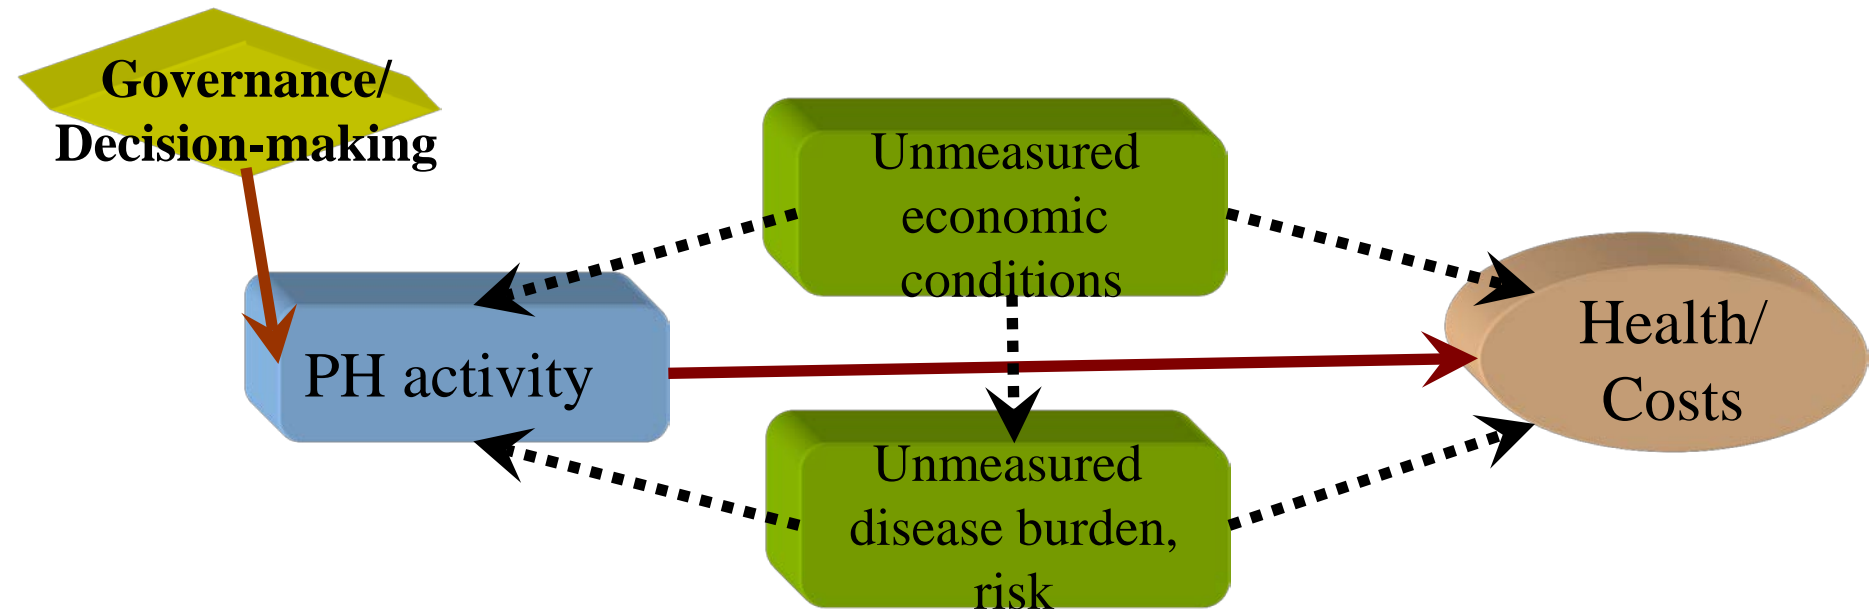 Governance/
Decision-making
Unmeasured
economic
conditions
PH activity
Health/
Costs
Unmeasured
disease burden,
risk